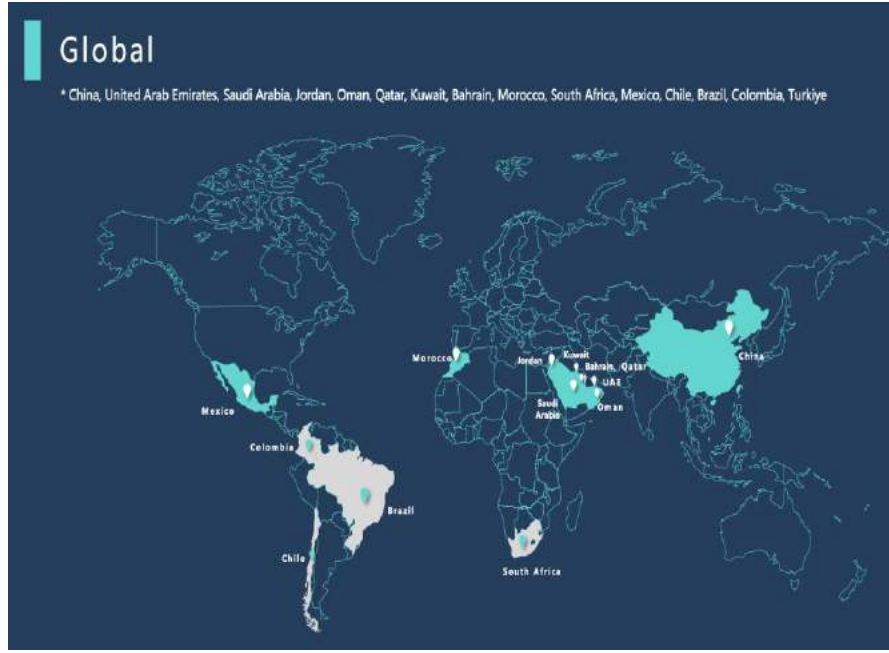 Global
* China, United Arab Emirates, Saudi Arabia, Jordan, Oman, Qatar, Kuwait, Bahrain, Morocco, South Africa, Mexico, Chile, Brazil, Colombia, Turkiye
Morocco
Jordan
Kuwait
Bahrain, Qatar
UAE
Saudi
Arabia
Oman
China
Mexico
Colombia
Brazil
Chile
South Africa